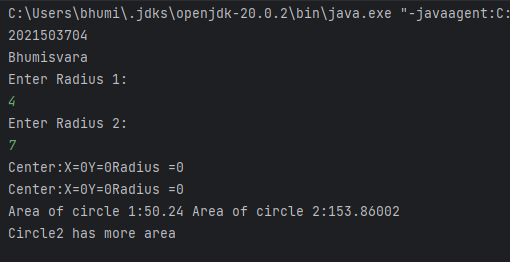 C:\Users\bhumi\.jdks\openjdk-20.0.2\bin\java.exe "-javaagent:C:
2021503704
Bhumisvara
Enter Radius 1:
4
Enter Radius 2:
7
Center:X=0Y=0Radius =0
Center:X=0Y=0Radius =0
Area of circle 1:50.24 Area of circle 2:153.86002
Circle2 has more area